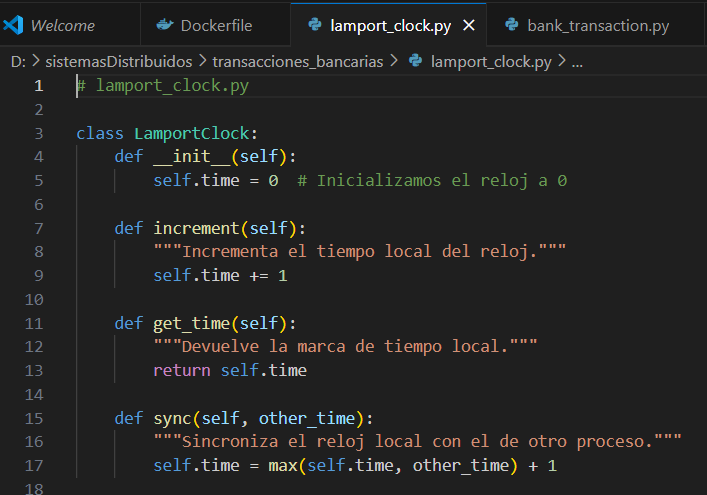 Welcome Dockerfile lamport_clock.py bank_transaction.py
D: > sistemasDistribuidos > transacciones_bancarias > lamport_clock.py > ...
1 # lamport_clock.py
2
3 class LamportClock:
4     def __init__(self):
5         self.time = 0  # Inicializamos el reloj a 0
6
7     def increment(self):
8         """Incrementa el tiempo local del reloj."""
9         self.time += 1
10
11     def get_time(self):
12         """Devuelve la marca de tiempo local."""
13         return self.time
14
15     def sync(self, other_time):
16         """Sincroniza el reloj local con el de otro proceso."""
17         self.time = max(self.time, other_time) + 1
18